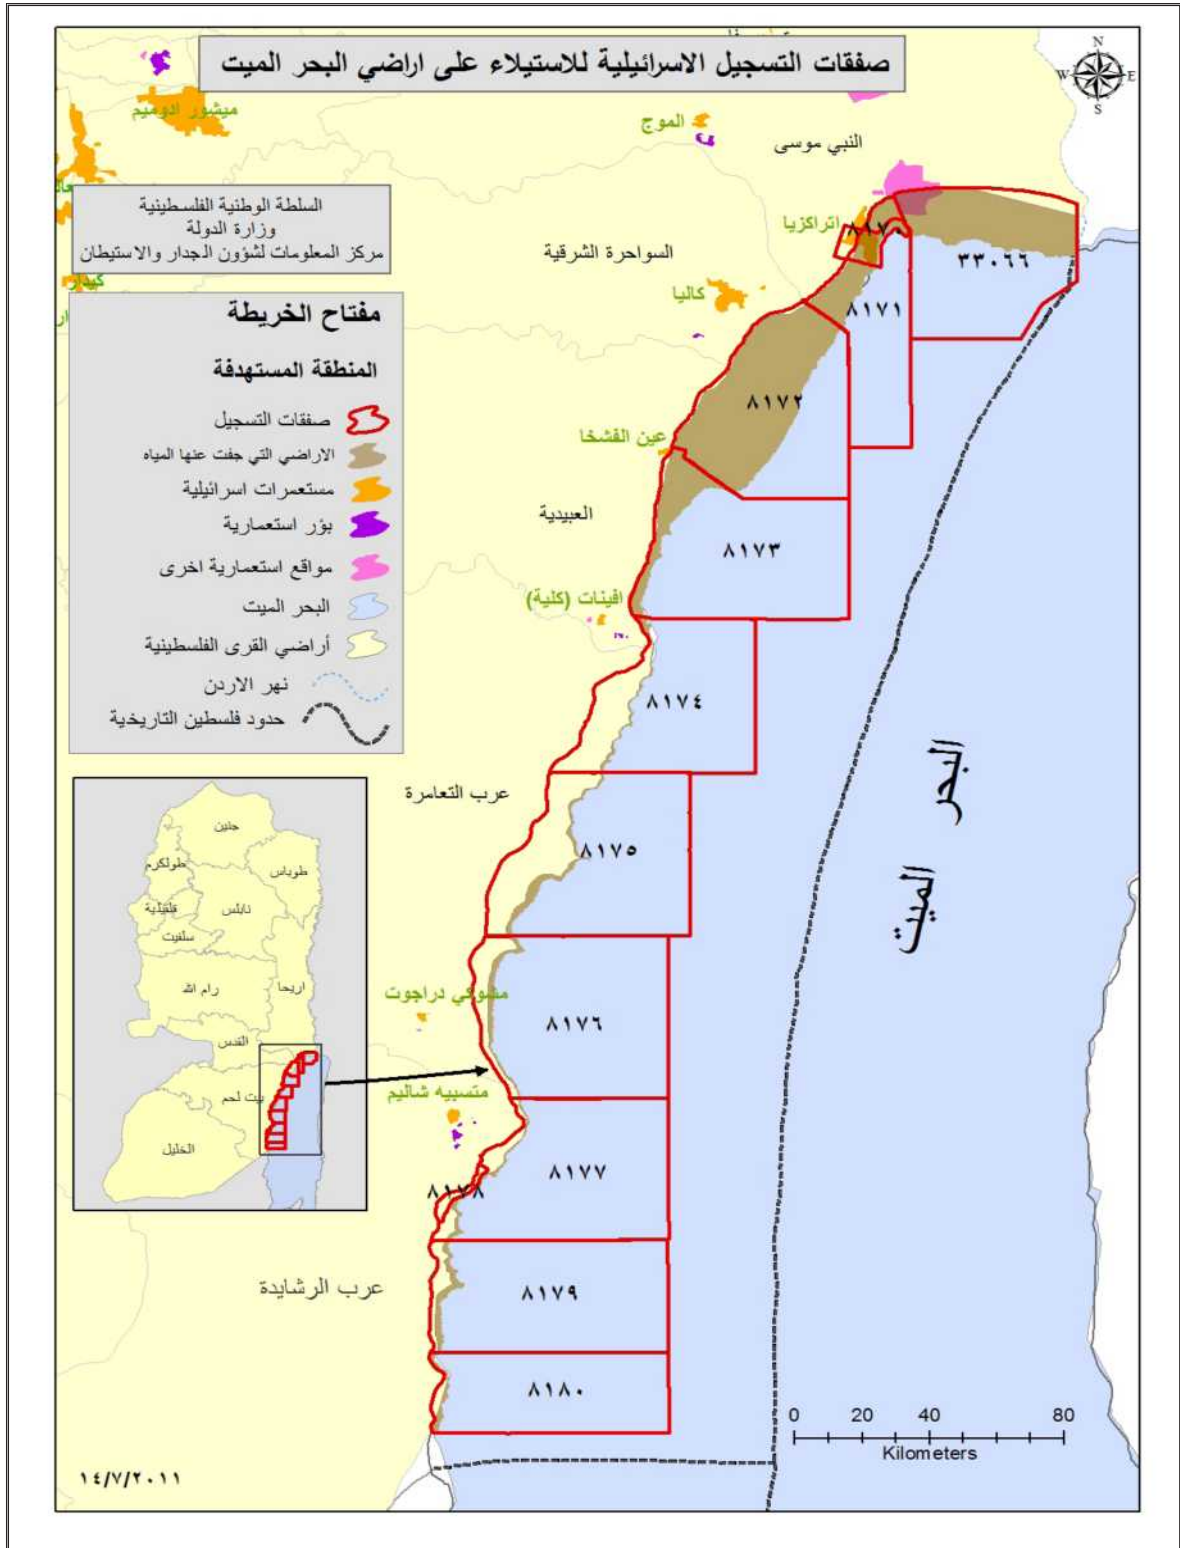 صفقات التسجيل الاسرائيلية للاستيلاء على اراضي البحر الميت
N
W E
S
ميشور ادوميم
الموج
النبي موسى
السلطة الوطنية الفلسطينية
وزارة الدولة
مركز المعلومات لشؤون الجدار والاستيطان
كيدار
اتراكزيا
السواحرة الشرقية
كاليا
٨١٧٠
٣٣٠٦٦
٨١٧١
مفتاح الخريطة
المنطقة المستهدفة
صفقات التسجيل
الاراضي التي جفت عنها المياه
مستعمرات اسرائيلية
بؤر استعمارية
مواقع استعمارية اخرى
البحر الميت
أراضي القرى الفلسطينية
نهر الاردن
حدود فلسطين التاريخية
٨١٧٢
عين الفشخا
العبيدية
٨١٧٣
افينات (كلية)
٨١٧٤
البحر
الميت
عرب التعامرة
٨١٧٥
متسوكي دراجوت
٨١٧٦
متسبيه شاليم
٨١٧٧
٨١٧٨
عرب الرشايدة
٨١٧٩
٨١٨٠
جنين
طولكرم
طوباس
قلقيلية
نابلس
سلفيت
رام الله
اريحا
القدس
بيت لحم
الخليل
0 20 40 80
Kilometers
١٤/٧/٢٠١١